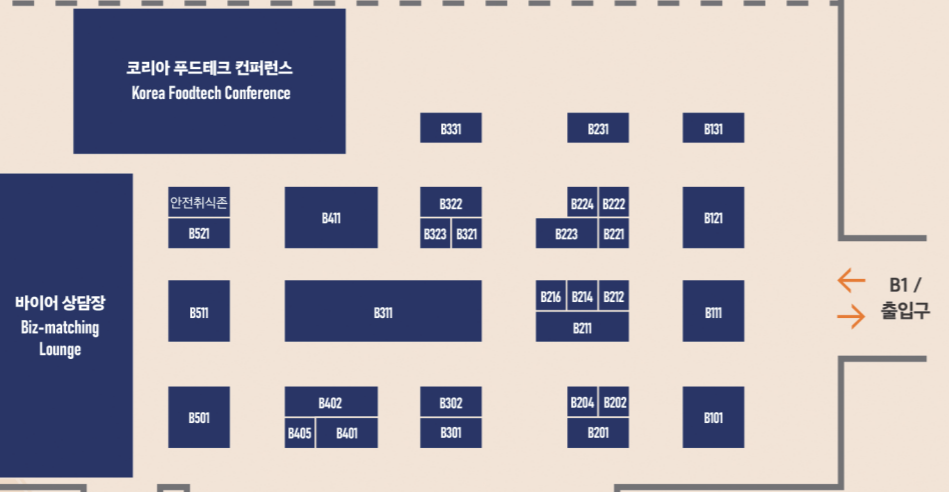 코리아 푸드테크 컨퍼런스
Korea Foodtech Conference
B331
B231
B131
안전취식존
B521
B411
B322
B323
B321
B224
B222
B223
B221
B121
바이어 상담장
Biz-matching
Lounge
B511
B311
B216
B214
B212
B211
B111
B1 /
출입구
B501
B402
B405
B401
B302
B301
B204
B202
B201
B101